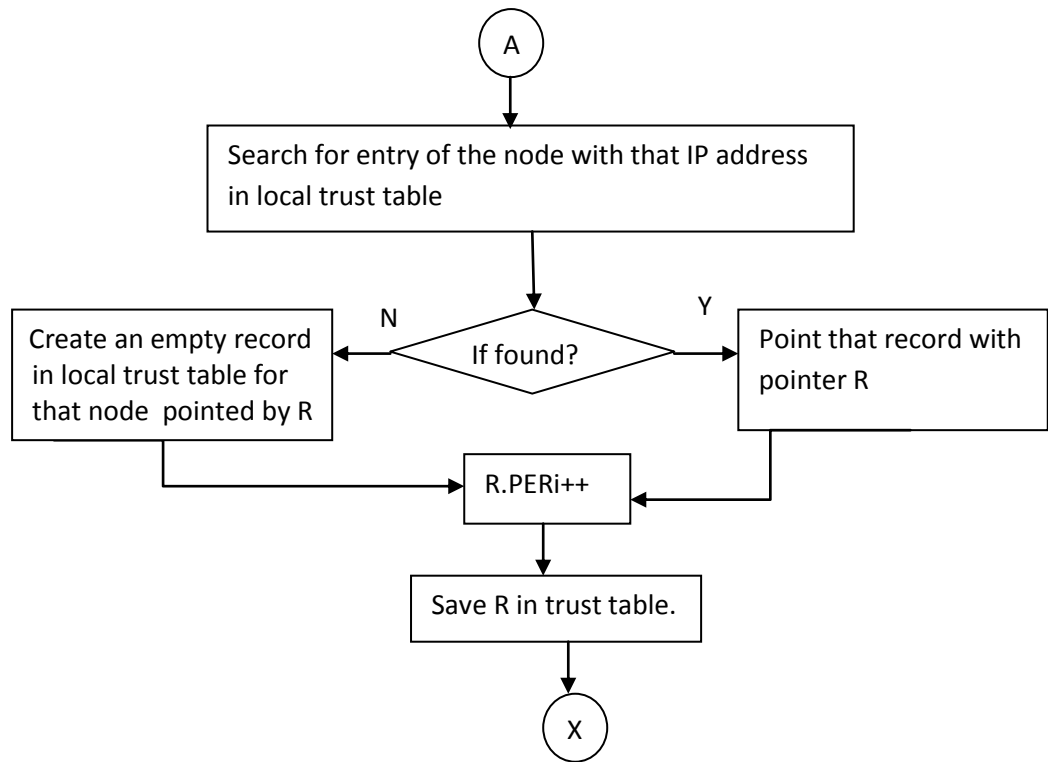 A
Search for entry of the node with that IP address
in local trust table
N
Y
Create an empty record
in local trust table for
that node pointed by R
If found?
Point that record with
pointer R
R.PERi++
Save R in trust table.
X